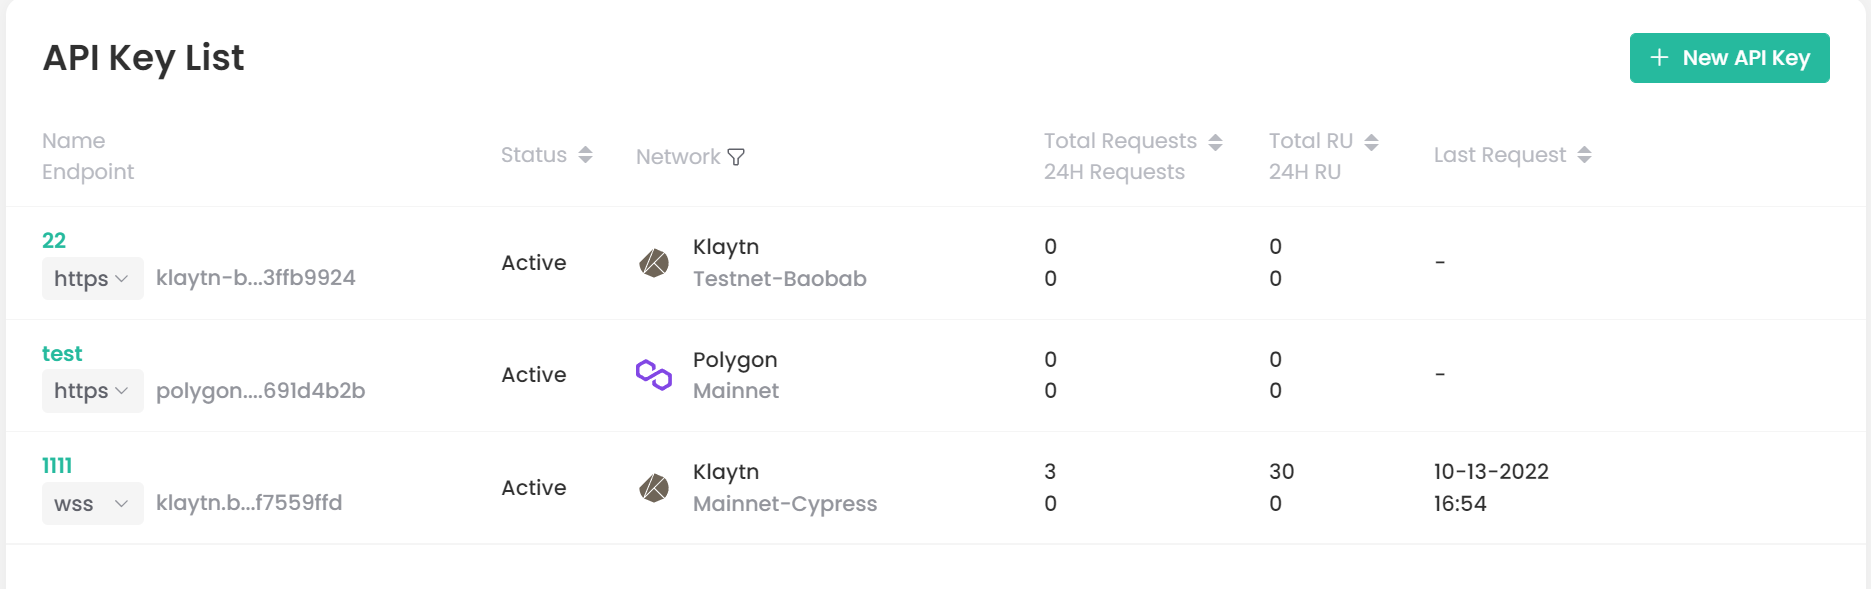 API Key List
New API Key
Name
Endpoint
Status
Network
Total Requests
24H Requests
Total RU
24H RU
Last Request
22
https
klaytn-b...3ffb9924
Active
Klaytn
Testnet-Baobab
0
0
0
0
-
test
https
polygon....691d4b2b
Active
Polygon
Mainnet
0
0
0
0
-
1111
wss
klaytn.b...f7559ffd
Active
Klaytn
Mainnet-Cypress
3
0
30
0
10-13-2022
16:54